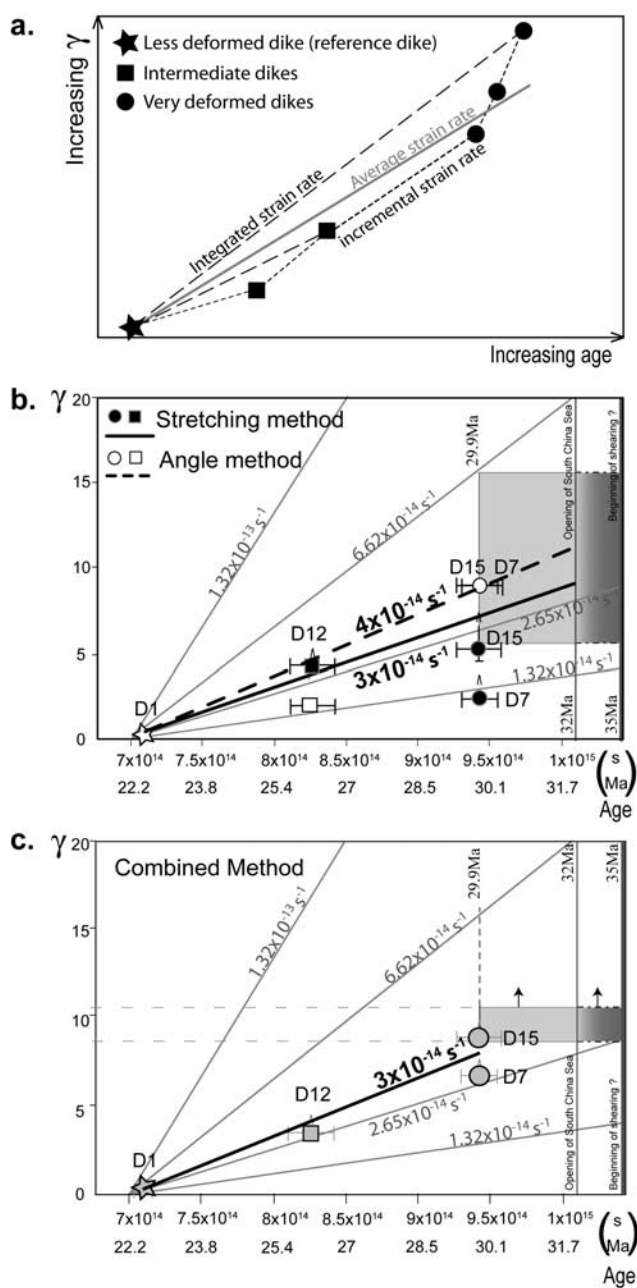 a.
Increasing γ
Less deformed dike (reference dike)
Intermediate dikes
Very deformed dikes
Integrated strain rate
Average strain rate
Incremental strain rate
Increasing age
b.
γ
20
15
10
5
0
Stretching method
Angle method
1.32x10⁻¹³ s⁻¹
6.62x10⁻¹⁴ s⁻¹
29.9Ma
Opening of South China Sea
Beginning of shearing ?
D15 D7
4x10⁻¹⁴ s⁻¹
2.65x10⁻¹⁴ s⁻¹
D12
D15
3x10⁻¹⁴ s⁻¹
1.32x10⁻¹⁴ s⁻¹
D7
D1
32Ma
35Ma
7x10¹⁴ 7.5x10¹⁴ 8x10¹⁴ 8.5x10¹⁴ 9x10¹⁴ 9.5x10¹⁴ 1x10¹⁵ (s
22.2 23.8 25.4 27 28.5 30.1 31.7 Ma)
Age
c.
γ
20
15
10
5
0
Combined Method
1.32x10⁻¹³ s⁻¹
6.62x10⁻¹⁴ s⁻¹
29.9Ma
32Ma
35Ma
D15
3x10⁻¹⁴ s⁻¹
D7
D12
2.65x10⁻¹⁴ s⁻¹
1.32x10⁻¹⁴ s⁻¹
D1
Opening of South China Sea
Beginning of shearing ?
7x10¹⁴ 7.5x10¹⁴ 8x10¹⁴ 8.5x10¹⁴ 9x10¹⁴ 9.5x10¹⁴ 1x10¹⁵ (s
22.2 23.8 25.4 27 28.5 30.1 31.7 Ma)
Age